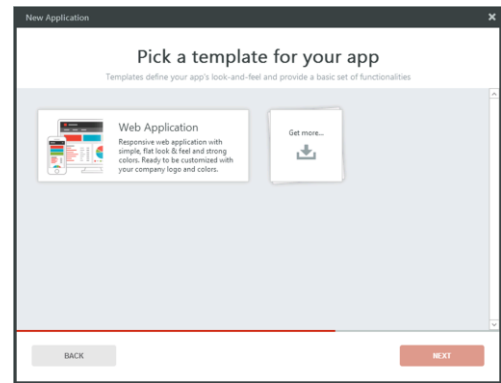 New Application
Pick a template for your app
Templates define your app's look-and-feel and provide a basic set of functionalities
Web Application
Responsive web application with
simple, flat look & feel and strong
colors. Ready to be customized with
your company logo and colors.
Get more...
BACK
NEXT